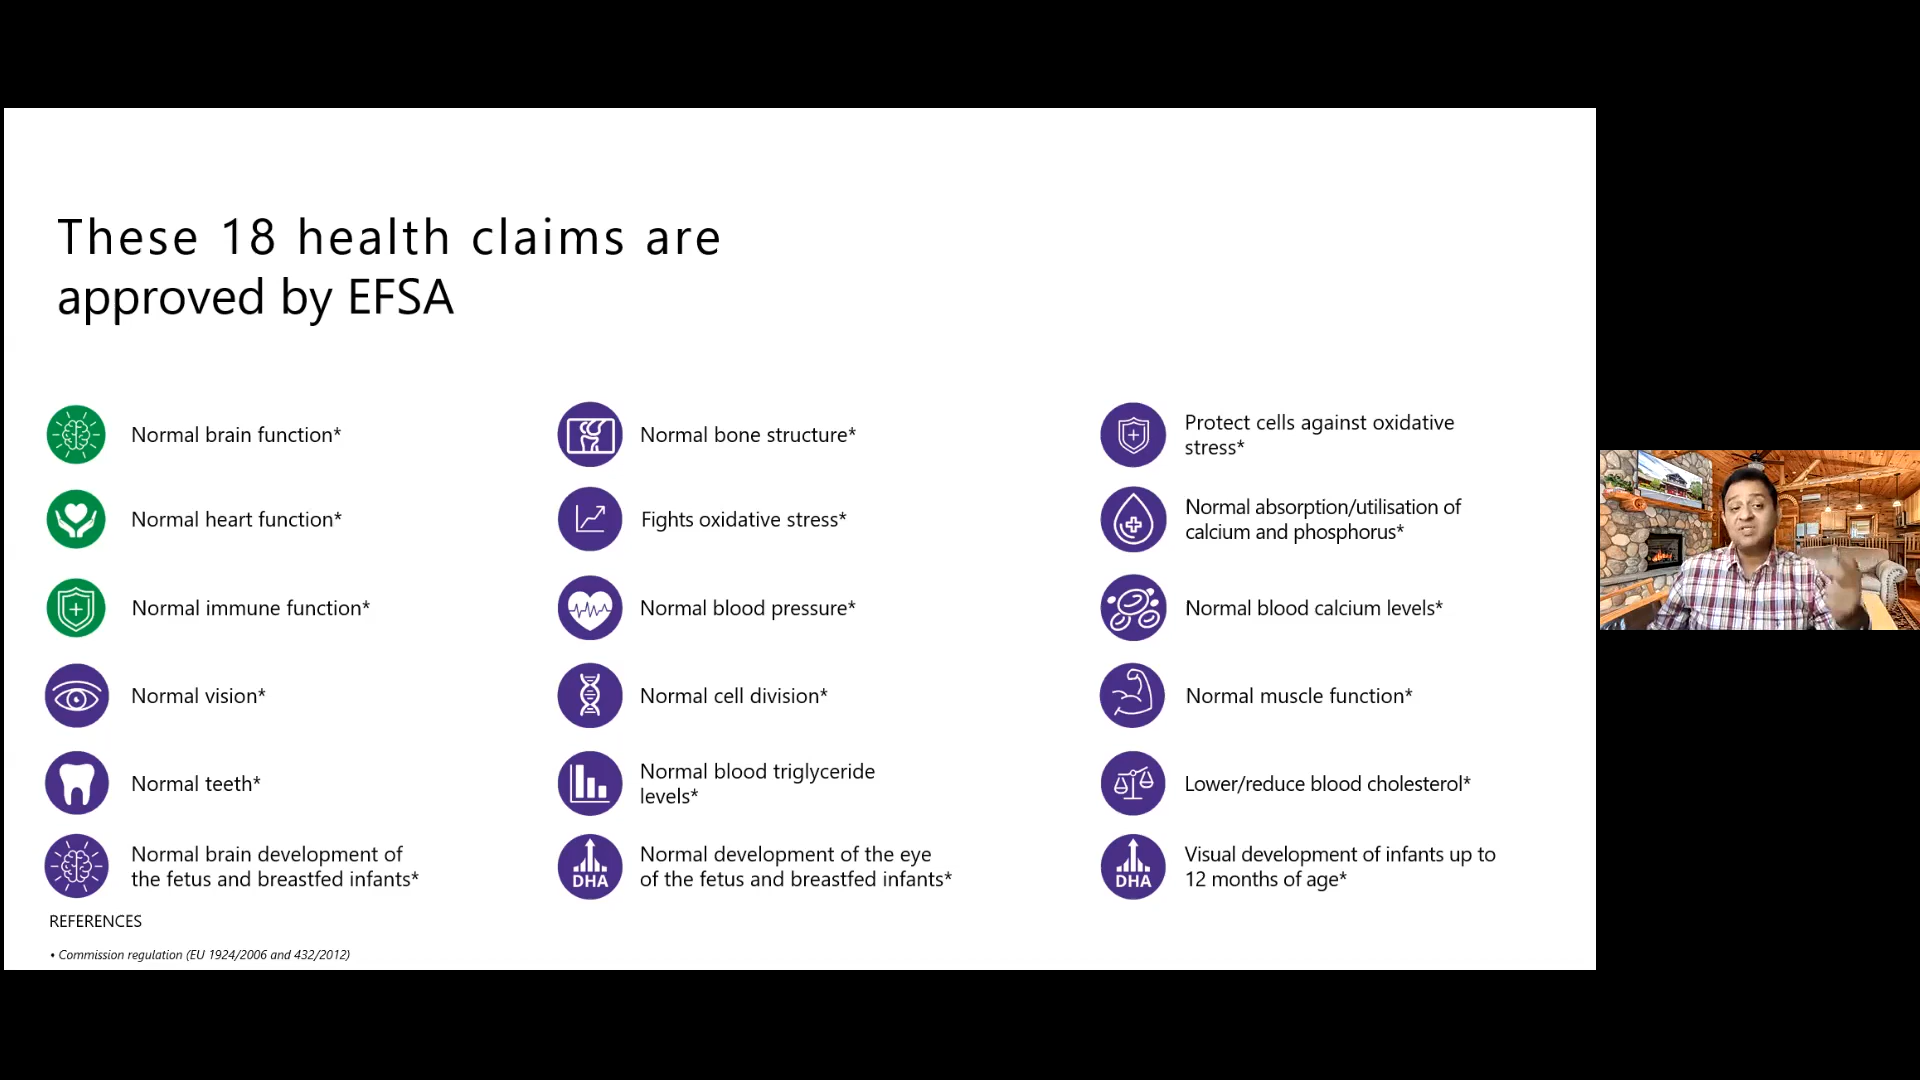 These 18 health claims are
approved by EFSA
Normal brain function*
Normal heart function*
Normal immune function*
Normal vision*
Normal teeth*
Normal brain development of
the fetus and breastfed infants*
Normal bone structure*
Fights oxidative stress*
Normal blood pressure*
Normal cell division*
Normal blood triglyceride
levels*
DHA
Normal development of the eye
of the fetus and breastfed infants*
Protect cells against oxidative
stress*
Normal absorption/utilisation of
calcium and phosphorus*
Normal blood calcium levels*
Normal muscle function*
Lower/reduce blood cholesterol*
DHA
Visual development of infants up to
12 months of age*
REFERENCES
• Commission regulation (EU 1924/2006 and 432/2012)